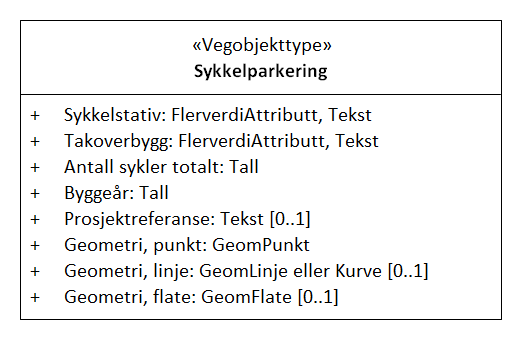 «Vegobjekttype»
Sykkelparkering
+ Sykkelstativ: FlerverdiAttributt, Tekst
+ Takoverbygg: FlerverdiAttributt, Tekst
+ Antall sykler totalt: Tall
+ Byggeår: Tall
+ Prosjektreferanse: Tekst [0..1]
+ Geometri, punkt: GeomPunkt
+ Geometri, linje: GeomLinje eller Kurve [0..1]
+ Geometri, flate: GeomFlate [0..1]